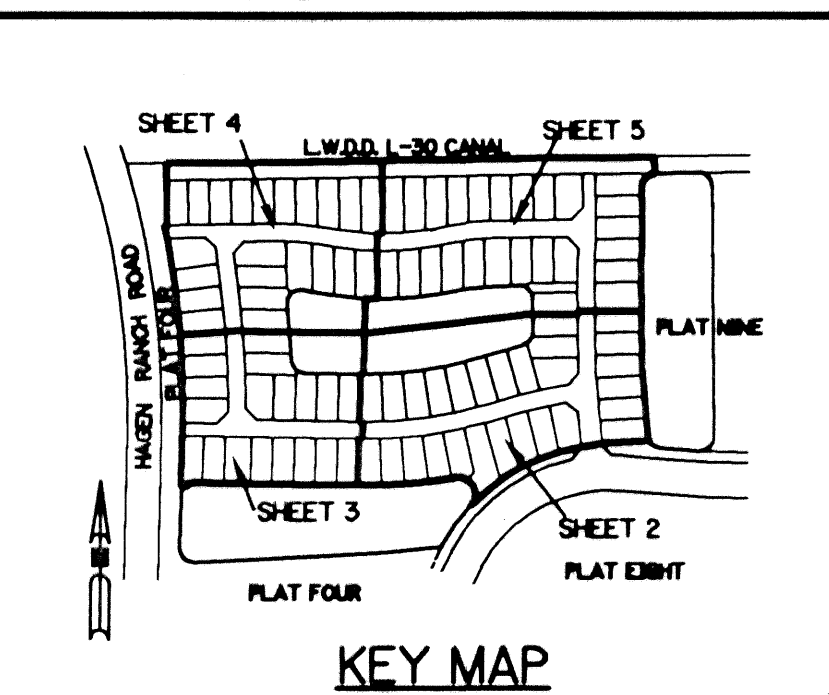 SHEET 4
SHEET 5
L.W.D.D. L-30 CANAL
HAGEN RANCH ROAD
PLAT FOUR
PLAT NINE
SHEET 3
SHEET 2
PLAT EIGHT
PLAT FOUR
KEY MAP